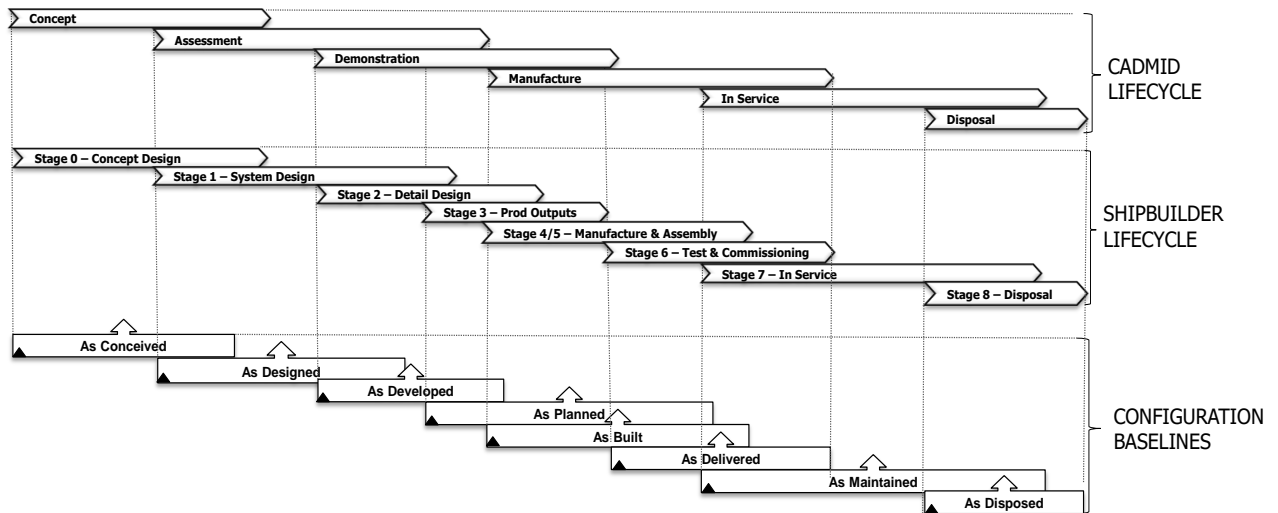 Concept
Assessment
Demonstration
Manufacture
In Service
Disposal
CADMID
LIFECYCLE
Stage 0 – Concept Design
Stage 1 – System Design
Stage 2 – Detail Design
Stage 3 – Prod Outputs
Stage 4/5 – Manufacture & Assembly
Stage 6 – Test & Commissioning
Stage 7 – In Service
Stage 8 – Disposal
SHIPBUILDER
LIFECYCLE
As Conceived
As Designed
As Developed
As Planned
As Built
As Delivered
As Maintained
As Disposed
CONFIGURATION
BASELINES